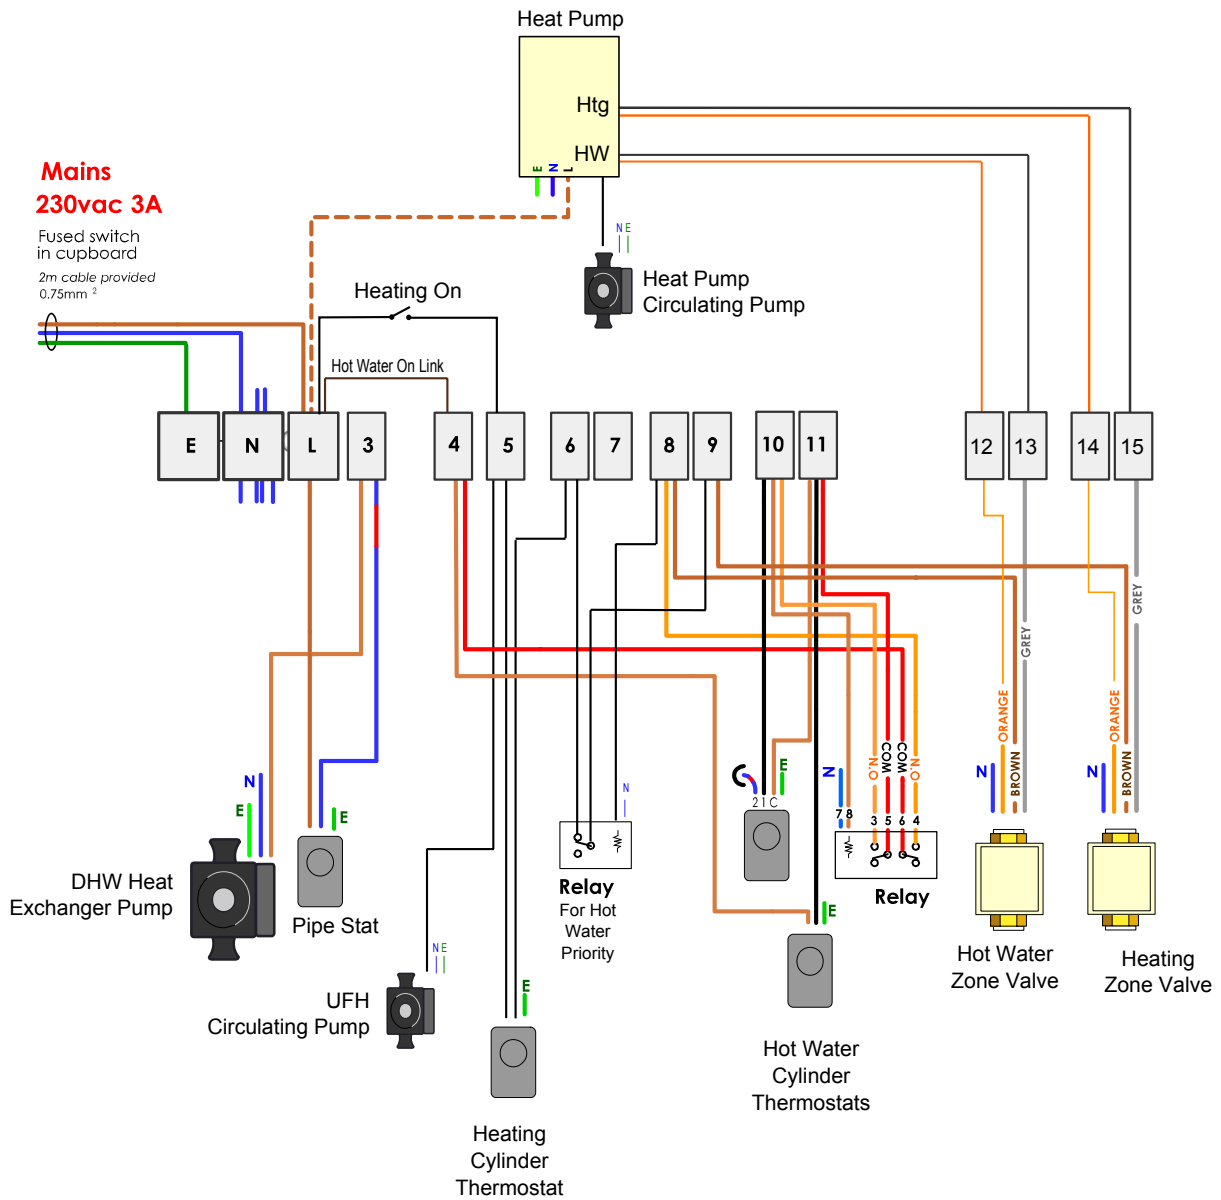 Heat Pump
Htg
HW
E N L
Mains
230vac 3A
Fused switch
in cupboard
2m cable provided
0.75mm 2
N E
Heat Pump
Circulating Pump
Heating On
Hot Water On Link
E N L 3 4 5 6 7 8 9 10 11 12 13 14 15
GREY
GREY
ORANGE
ORANGE
BROWN
BROWN
N.O
COM
COM
N.O
N
N
N
E
E
E
N
N
2 1 C
7 8 3 5 6 4
DHW Heat
Exchanger Pump
Pipe Stat
Relay
For Hot
Water
Priority
Relay
E
N E
Hot Water
Zone Valve
Heating
Zone Valve
UFH
Circulating Pump
E
Hot Water
Cylinder
Thermostats
Heating
Cylinder
Thermostat